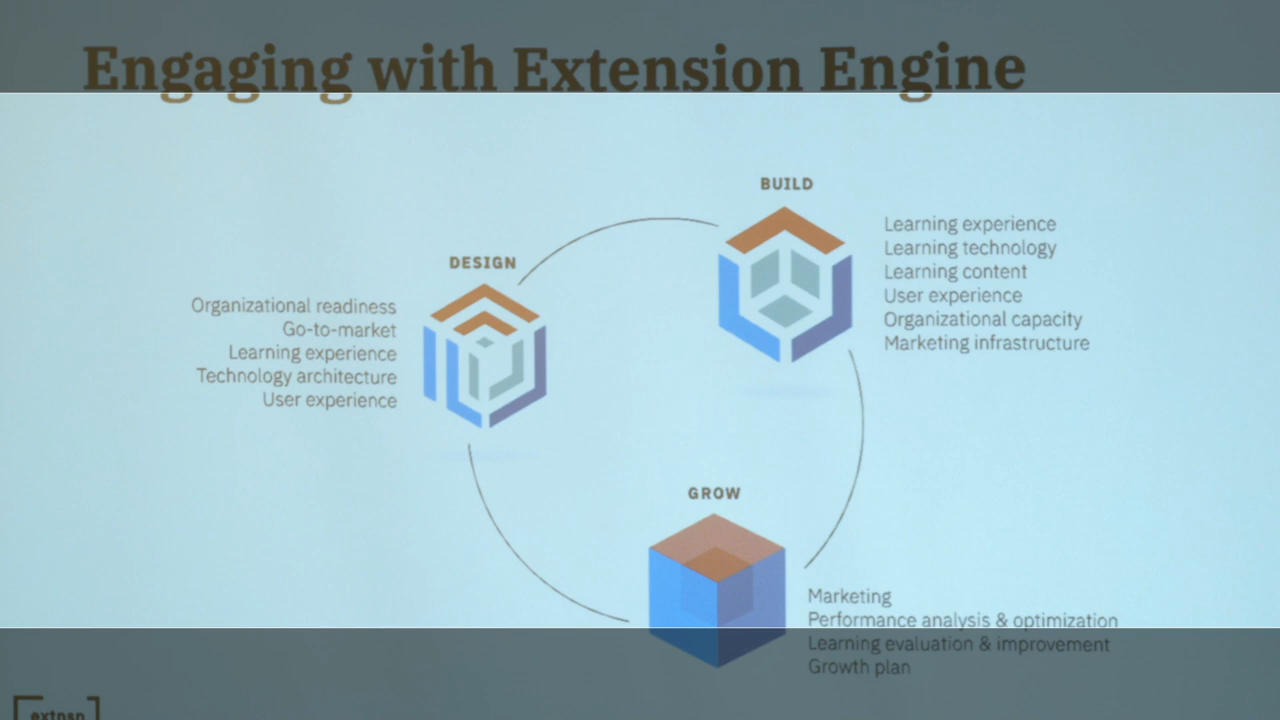 Engaging with Extension Engine
DESIGN
Organizational readiness
Go-to-market
Learning experience
Technology architecture
User experience
BUILD
Learning experience
Learning technology
Learning content
User experience
Organizational capacity
Marketing infrastructure
GROW
Marketing
Performance analysis & optimization
Learning evaluation & improvement
Growth plan